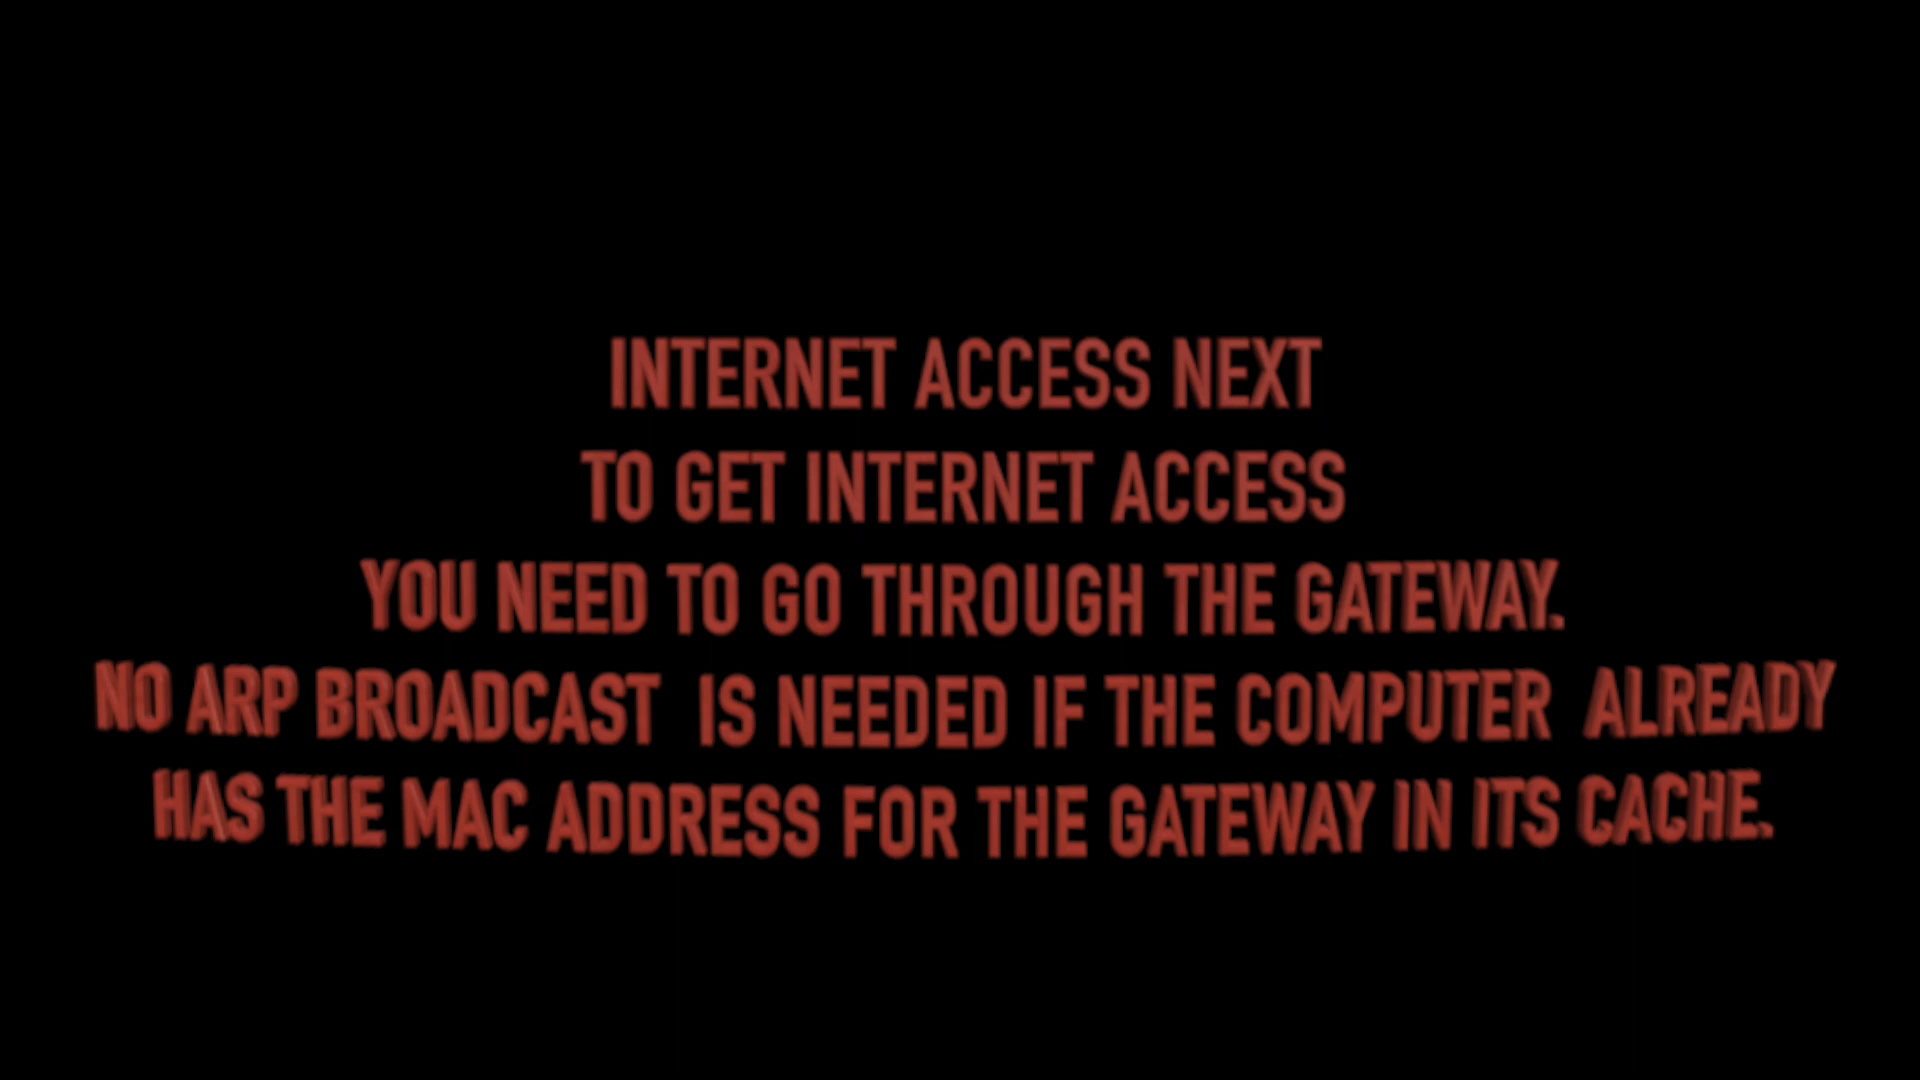 INTERNET ACCESS NEXT
TO GET INTERNET ACCESS
YOU NEED TO GO THROUGH THE GATEWAY.
NO ARP BROADCAST IS NEEDED IF THE COMPUTER ALREADY
HAS THE MAC ADDRESS FOR THE GATEWAY IN ITS CACHE.